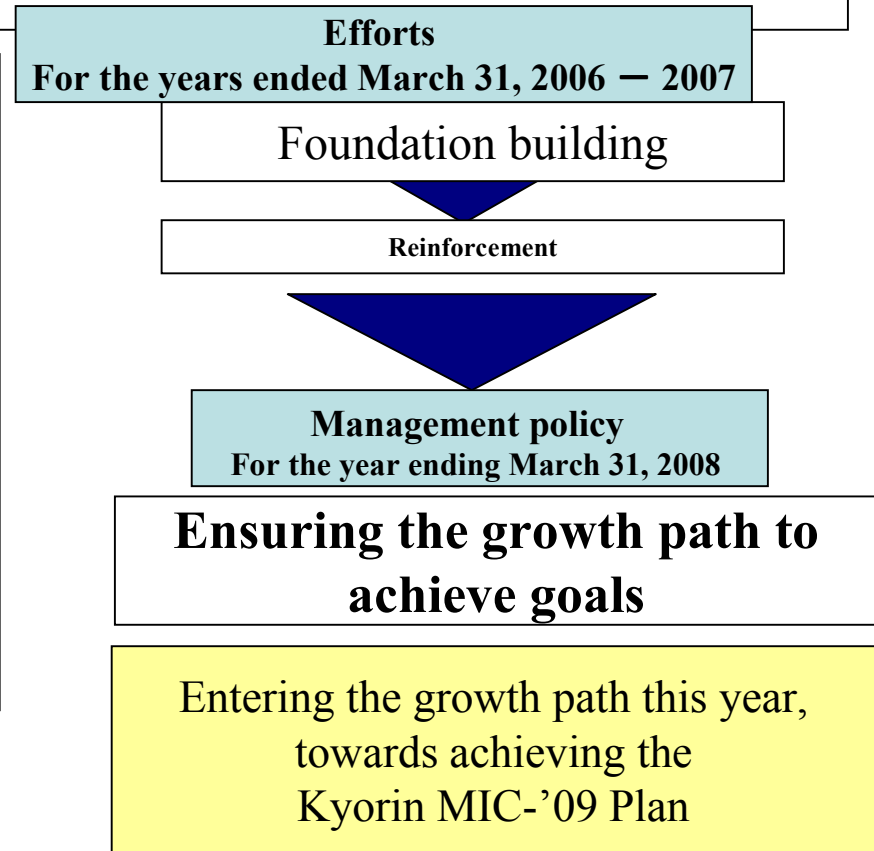 Efforts
For the years ended March 31, 2006 － 2007
Foundation building
Reinforcement
Management policy
For the year ending March 31, 2008
Ensuring the growth path to
achieve goals
Entering the growth path this year,
towards achieving the
Kyorin MIC-’09 Plan